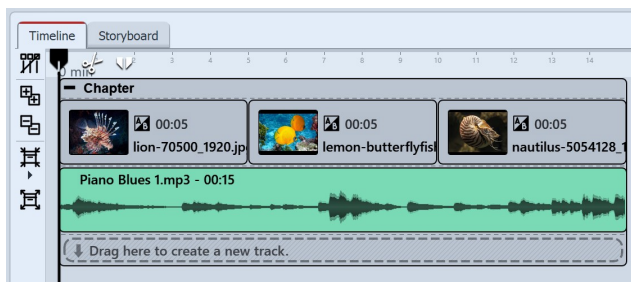 Timeline Storyboard
0 min 2 3 4 5 6 7 8 9 10 11 12 13 14
Chapter
00:05 00:05 00:05
lion-70500_1920.jp lemon-butterflyfisl nautilus-5054128_1
Piano Blues 1.mp3 - 00:15
Drag here to create a new track.